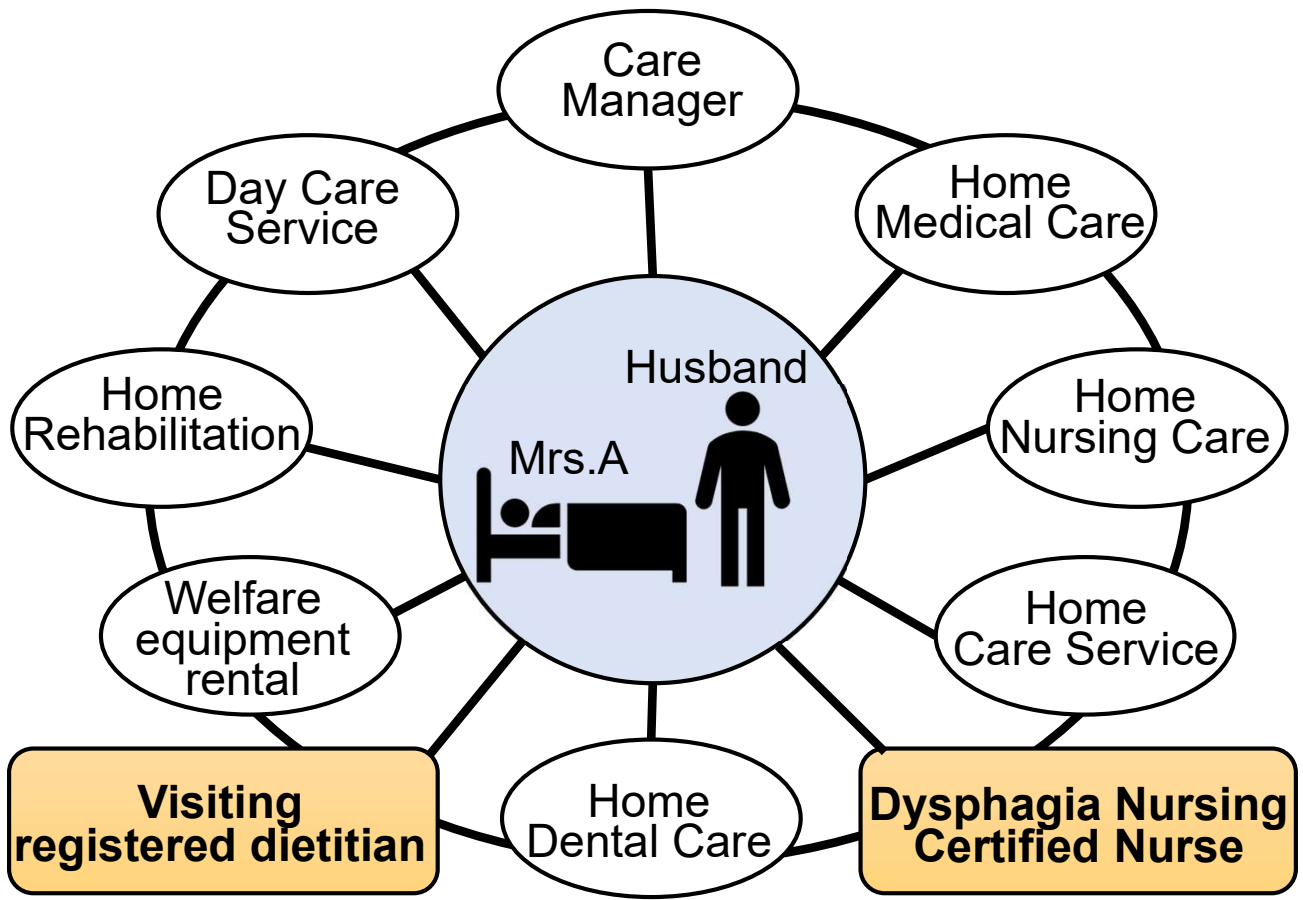 Care
Manager
Day Care
Service
Home
Medical Care
Husband
Mrs.A
Home
Rehabilitation
Home
Nursing Care
Welfare
equipment
rental
Home
Care Service
Visiting
registered dietitian
Home
Dental Care
Dysphagia Nursing
Certified Nurse